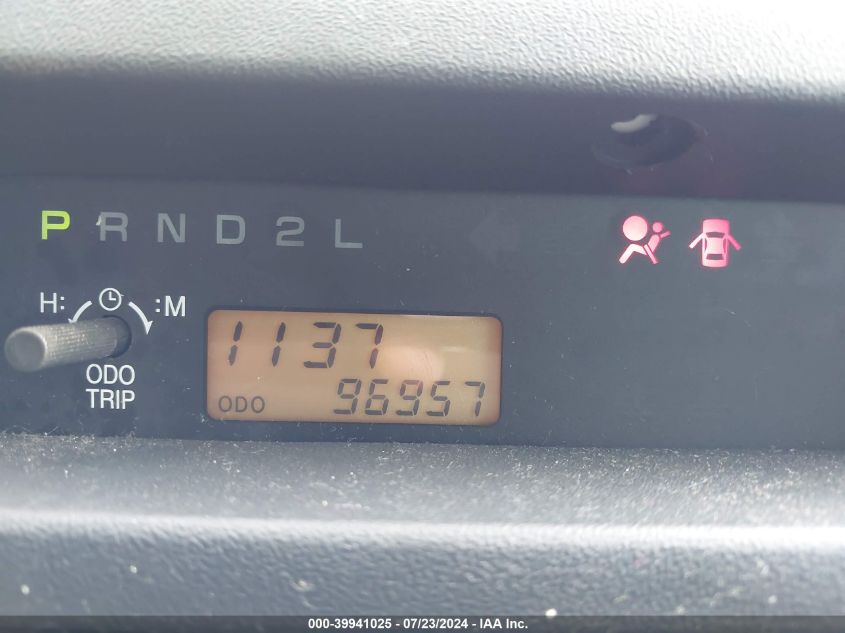 P R N D 2 L
H: :M
1137
ODO 96957
ODO
TRIP
000-39941025 - 07/23/2024 - IAA Inc.